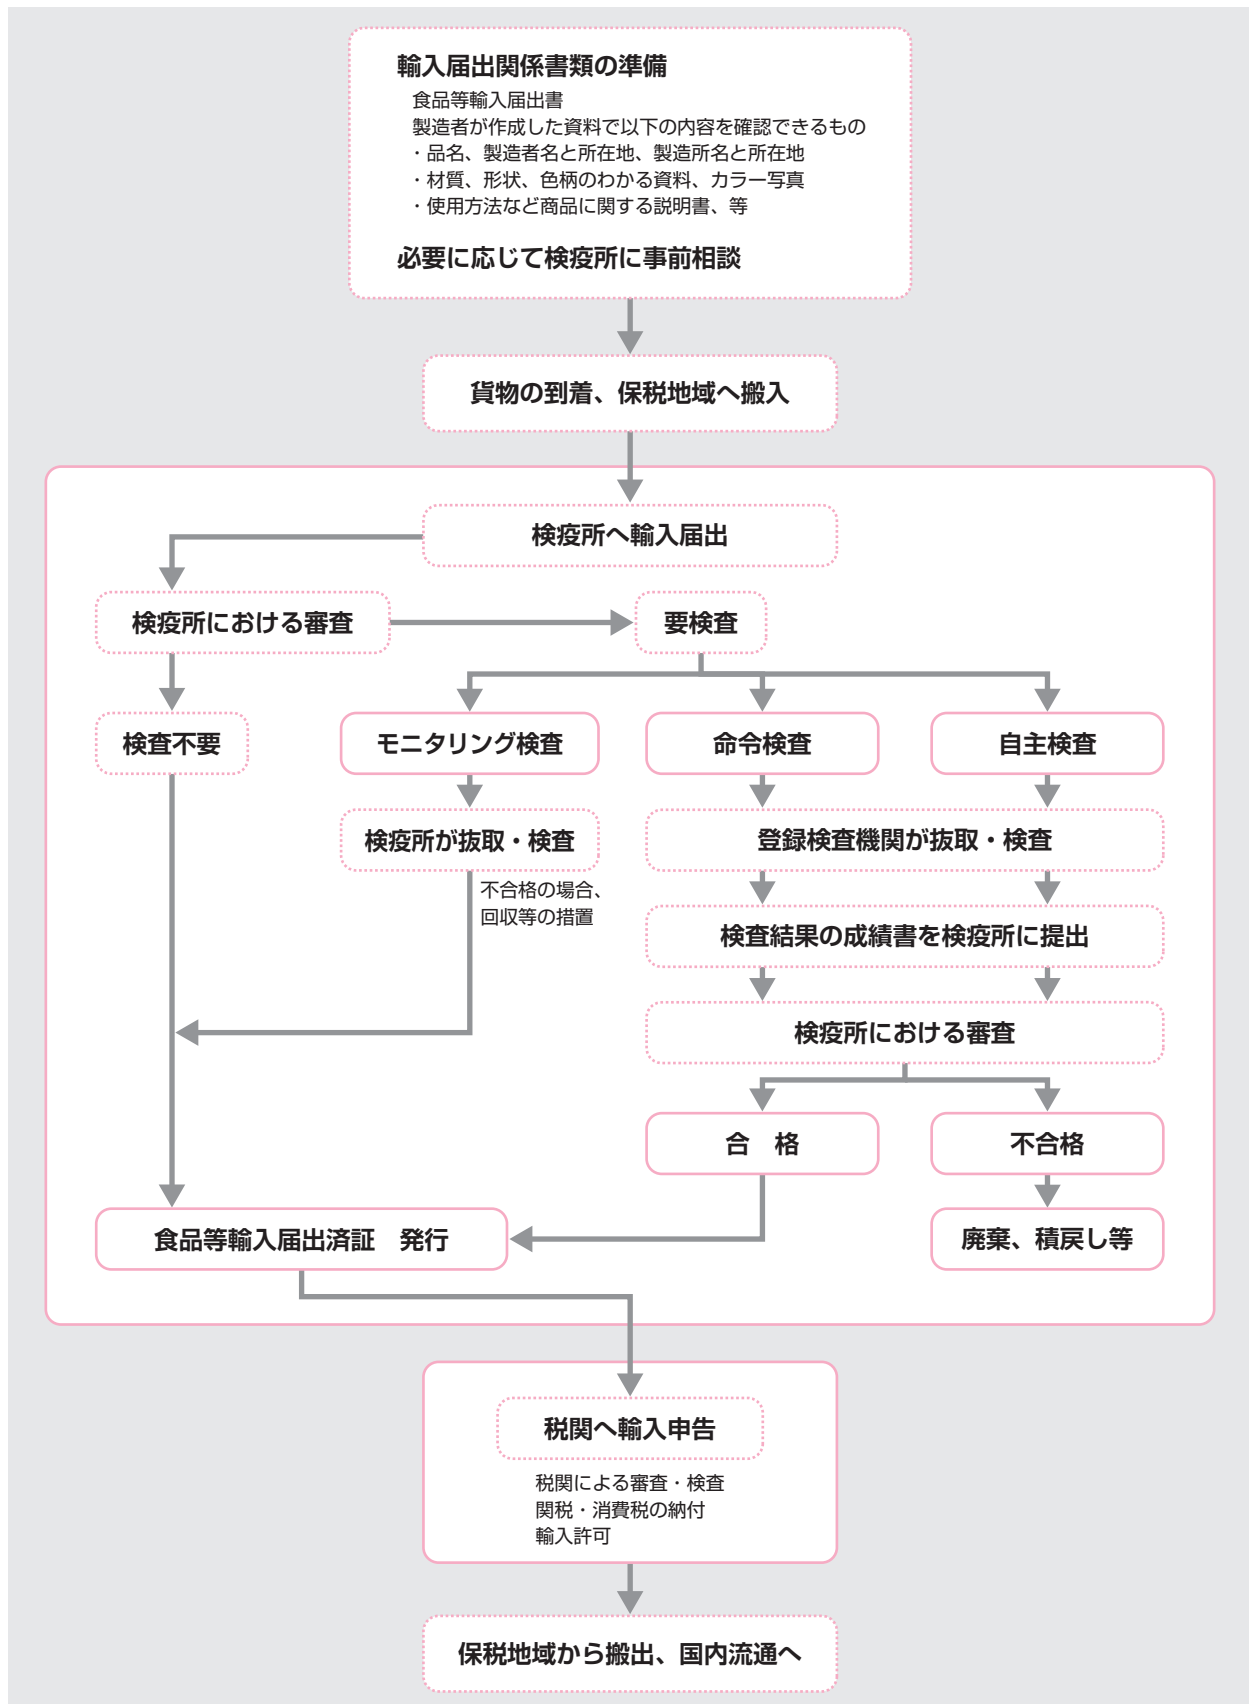 輸入届出関係書類の準備
食品等輸入届出書
製造者が作成した資料で以下の内容を確認できるもの
・品名、製造者名と所在地、製造所名と所在地
・材質、形状、色柄のわかる資料、カラー写真
・使用方法など商品に関する説明書、等
必要に応じて検疫所に事前相談
貨物の到着、保税地域へ搬入
検疫所へ輸入届出
検疫所における審査
要検査
検査不要
モニタリング検査
命令検査
自主検査
検疫所が抜取・検査
登録検査機関が抜取・検査
不合格の場合、
回収等の措置
検査結果の成績書を検疫所に提出
検疫所における審査
合　格
不合格
食品等輸入届出済証　発行
廃棄、積戻し等
税関へ輸入申告
税関による審査・検査
関税・消費税の納付
輸入許可
保税地域から搬出、国内流通へ